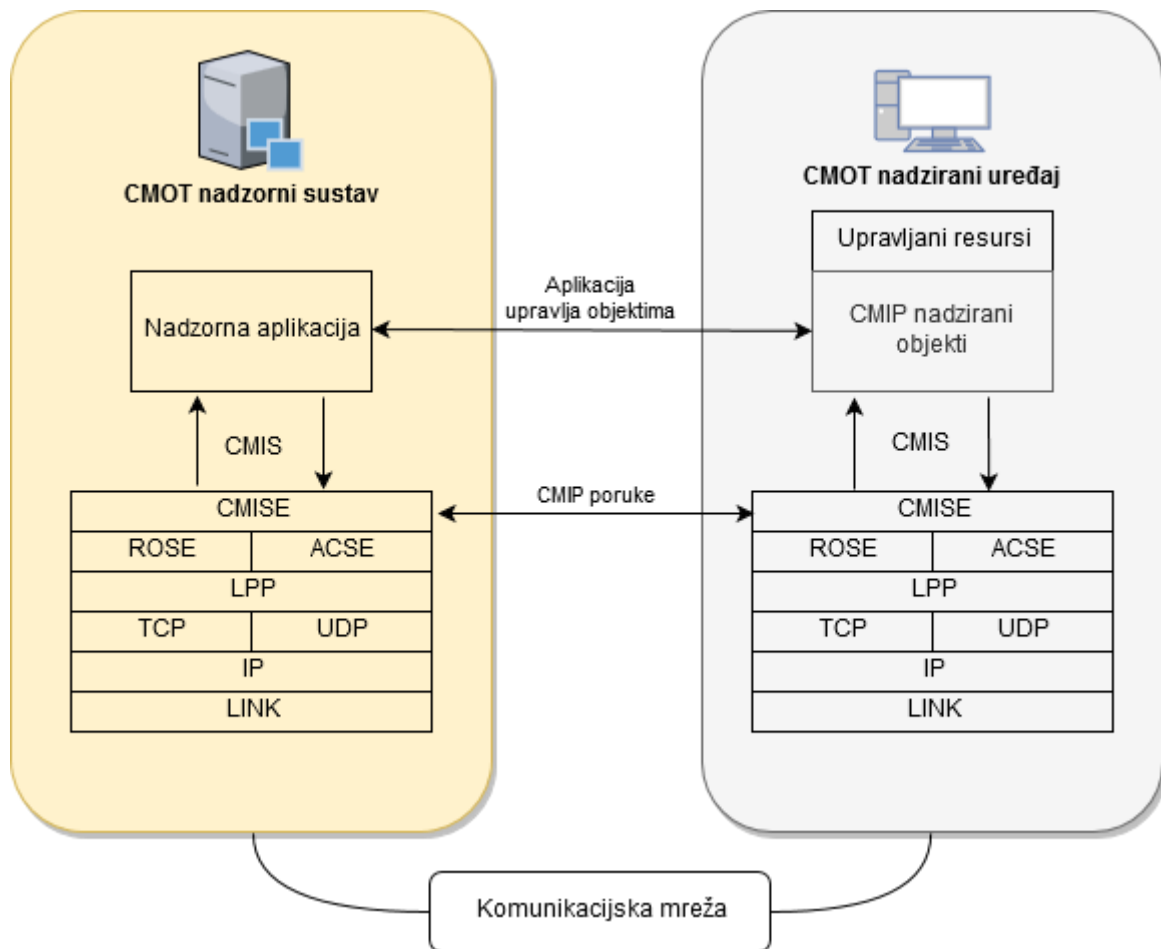 CMOT nadzorni sustav
Nadzorna aplikacija
CMIS
CMISE
ROSE
ACSE
LPP
TCP
UDP
IP
LINK
Aplikacija
upravlja objektima
CMIP poruke
CMOT nadzirani uređaj
Upravljani resursi
CMIP nadzirani
objekti
CMIS
CMISE
ROSE
ACSE
LPP
TCP
UDP
IP
LINK
Komunikacijska mreža